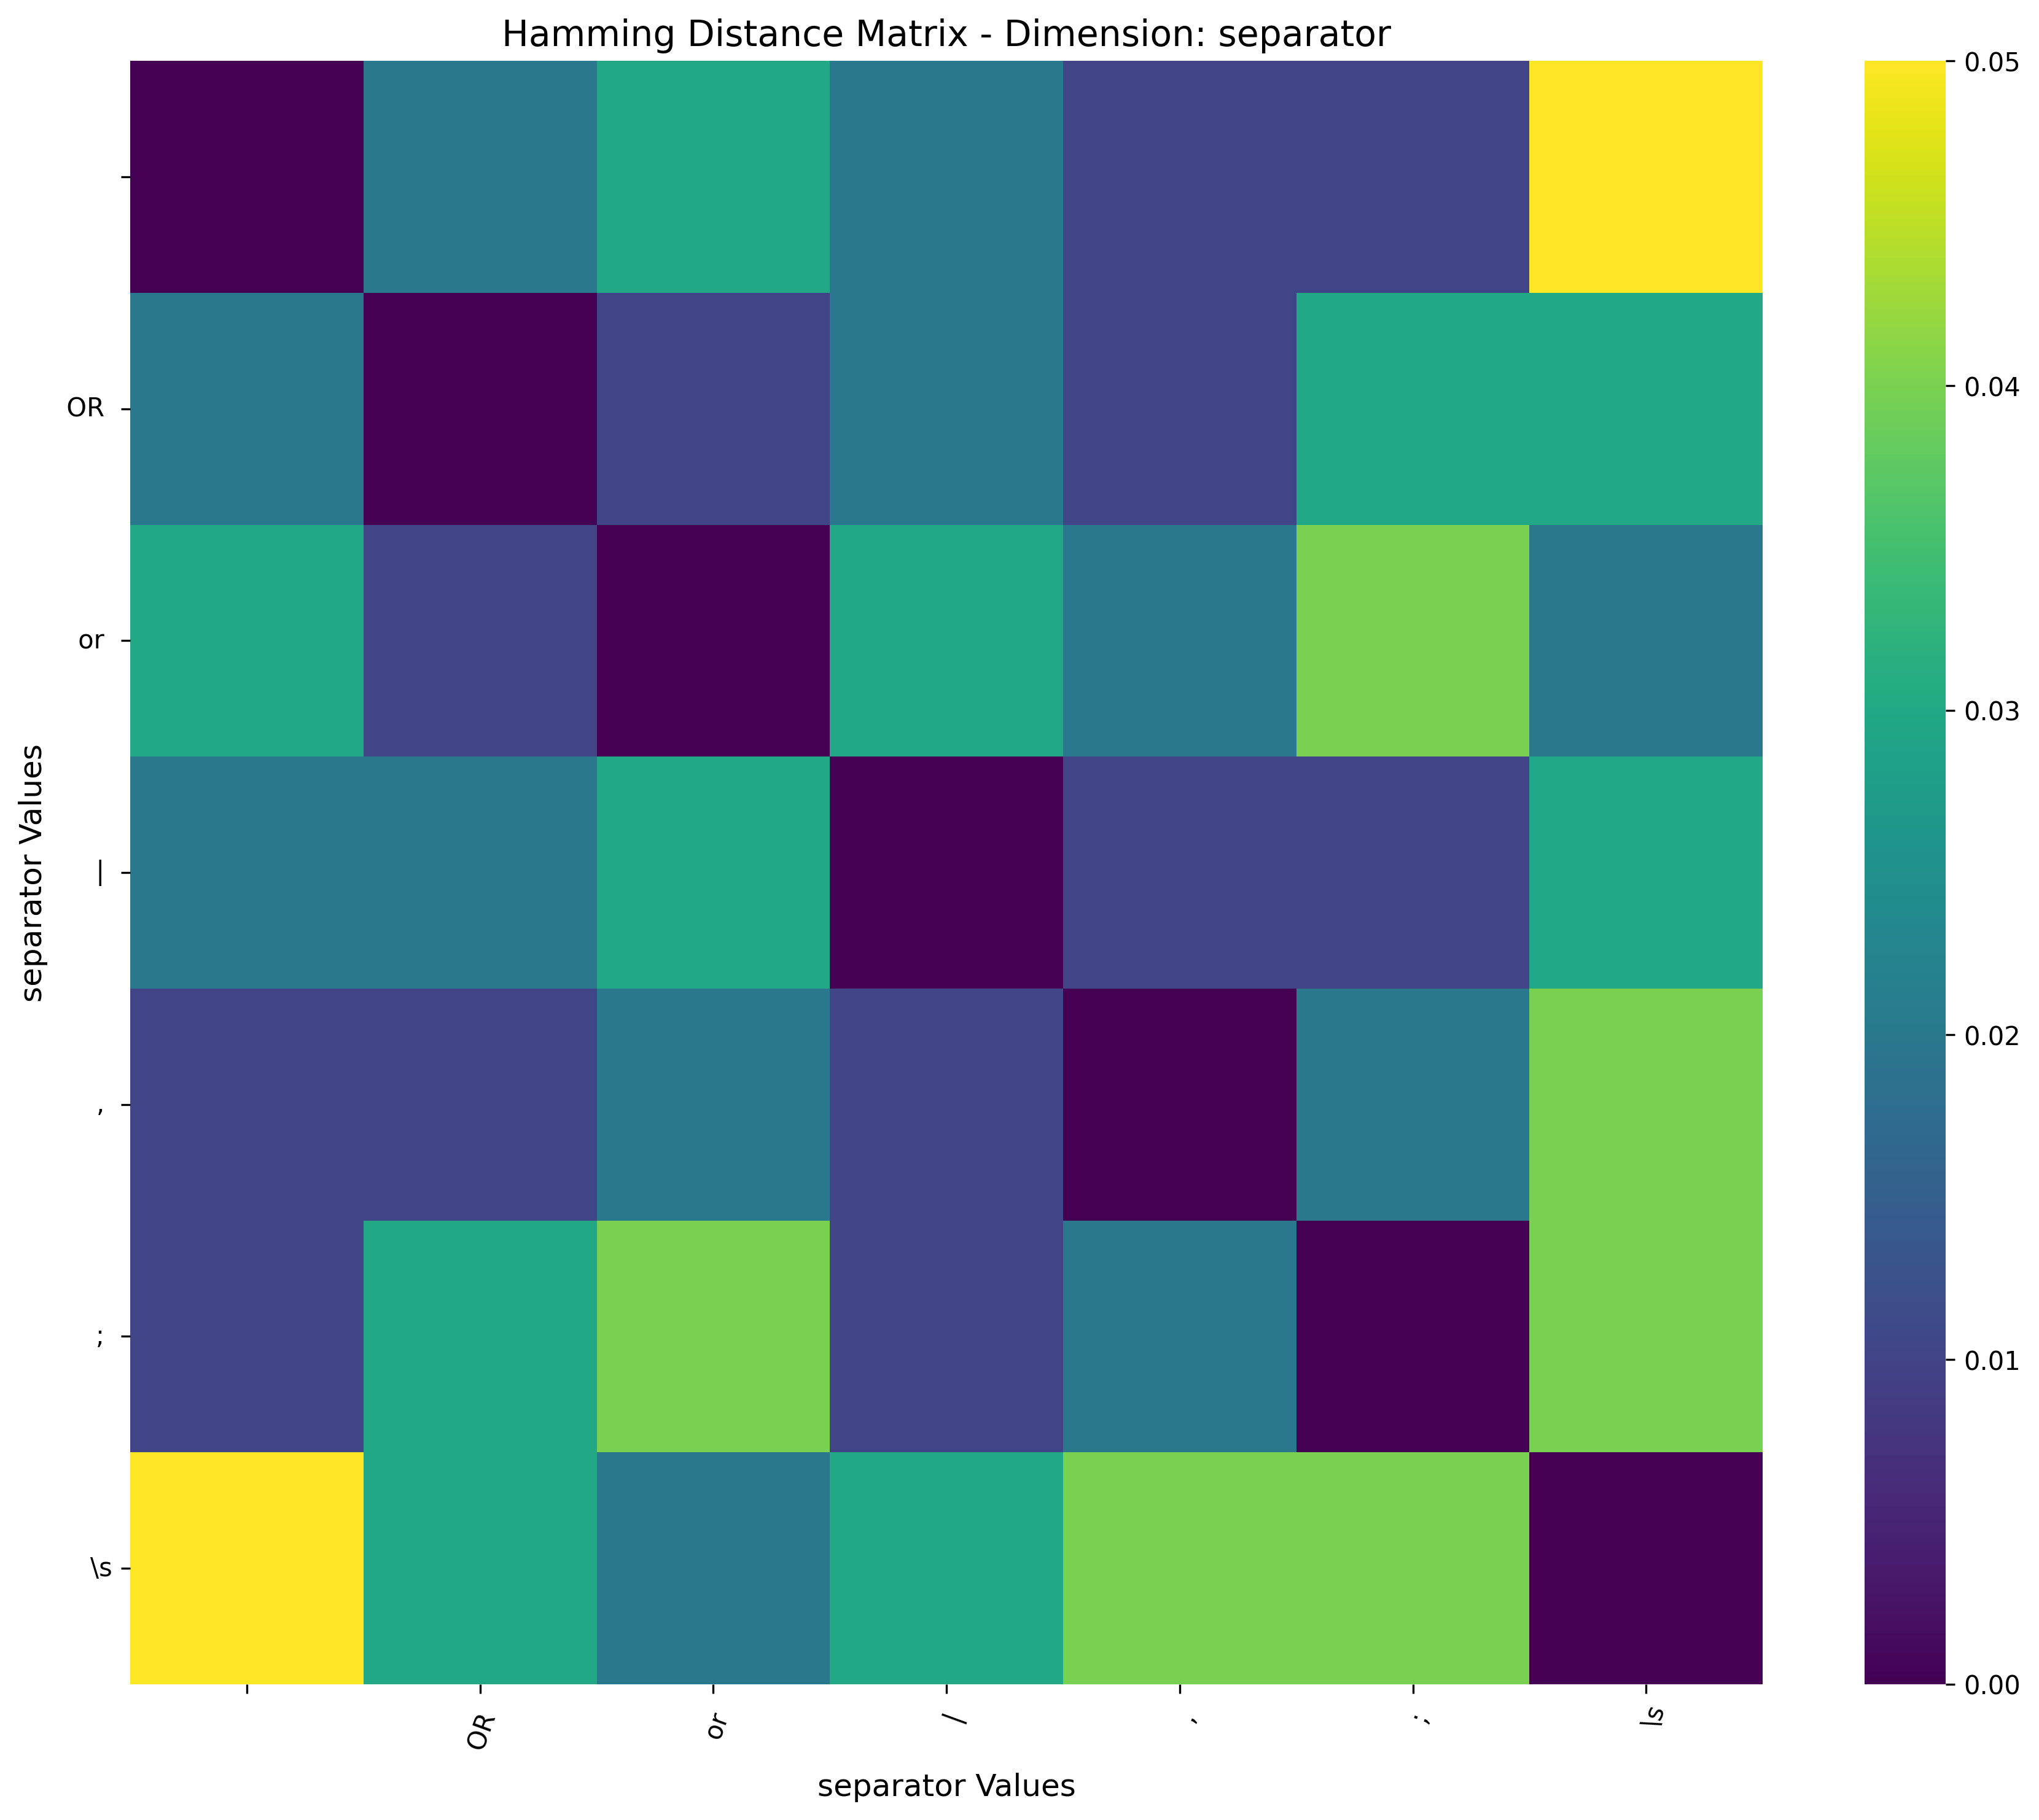 Hamming Distance Matrix - Dimension: separator
0.05
0.04
0.03
0.02
0.01
0.00
separator Values
OR
or
|
,
;
\s
OR
or
|
,
;
\s
separator Values